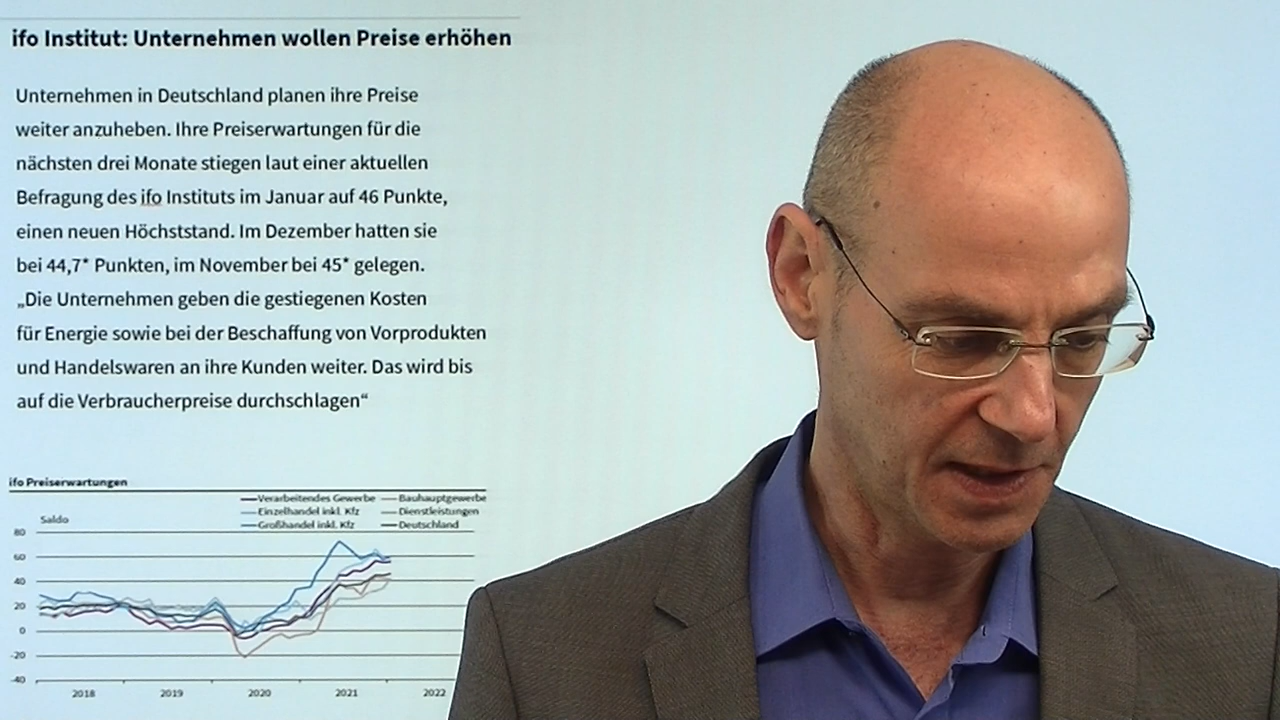 ifo Institut: Unternehmen wollen Preise erhöhen
Unternehmen in Deutschland planen ihre Preise
weiter anzuheben. Ihre Preiserwartungen für die
nächsten drei Monate stiegen laut einer aktuellen
Befragung des ifo Instituts im Januar auf 46 Punkte,
einen neuen Höchststand. Im Dezember hatten sie
bei 44,7* Punkten, im November bei 45* gelegen.
„Die Unternehmen geben die gestiegenen Kosten
für Energie sowie bei der Beschaffung von Vorprodukten
und Handelswaren an ihre Kunden weiter. Das wird bis
auf die Verbraucherpreise durchschlagen“
ifo Preiserwartungen
Verarbeitendes Gewerbe Bauhauptgewerbe
Einzelhandel inkl. Kfz Dienstleistungen
Großhandel inkl. Kfz Deutschland
Saldo
80
60
40
20
0
-20
-40
2018 2019 2020 2021 2022